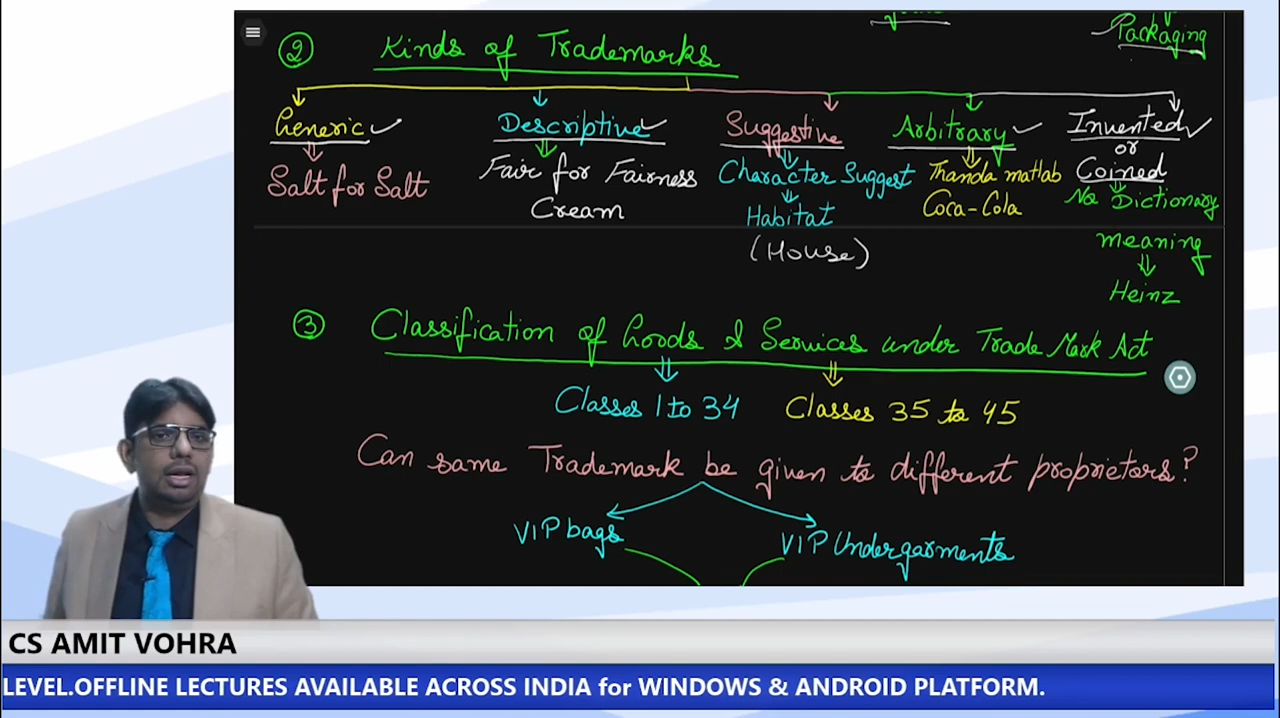 Packaging
② Kinds of Trademarks
Generic Descriptive Suggestive Arbitrary Invented or Coined
Salt for Salt
Fair for Fairness
Cream
Character Suggest
Habitat
(House)
Thanda matlab
Coca-Cola
No Dictionary
meaning
Heinz
③ Classification of Goods & Services under Trade Mark Act
Classes 1 to 34 Classes 35 to 45
Can same Trademark be given to different proprietors?
VIP bags VIP Undergarments
CS AMIT VOHRA
LEVEL.OFFLINE LECTURES AVAILABLE ACROSS INDIA for WINDOWS & ANDROID PLATFORM.